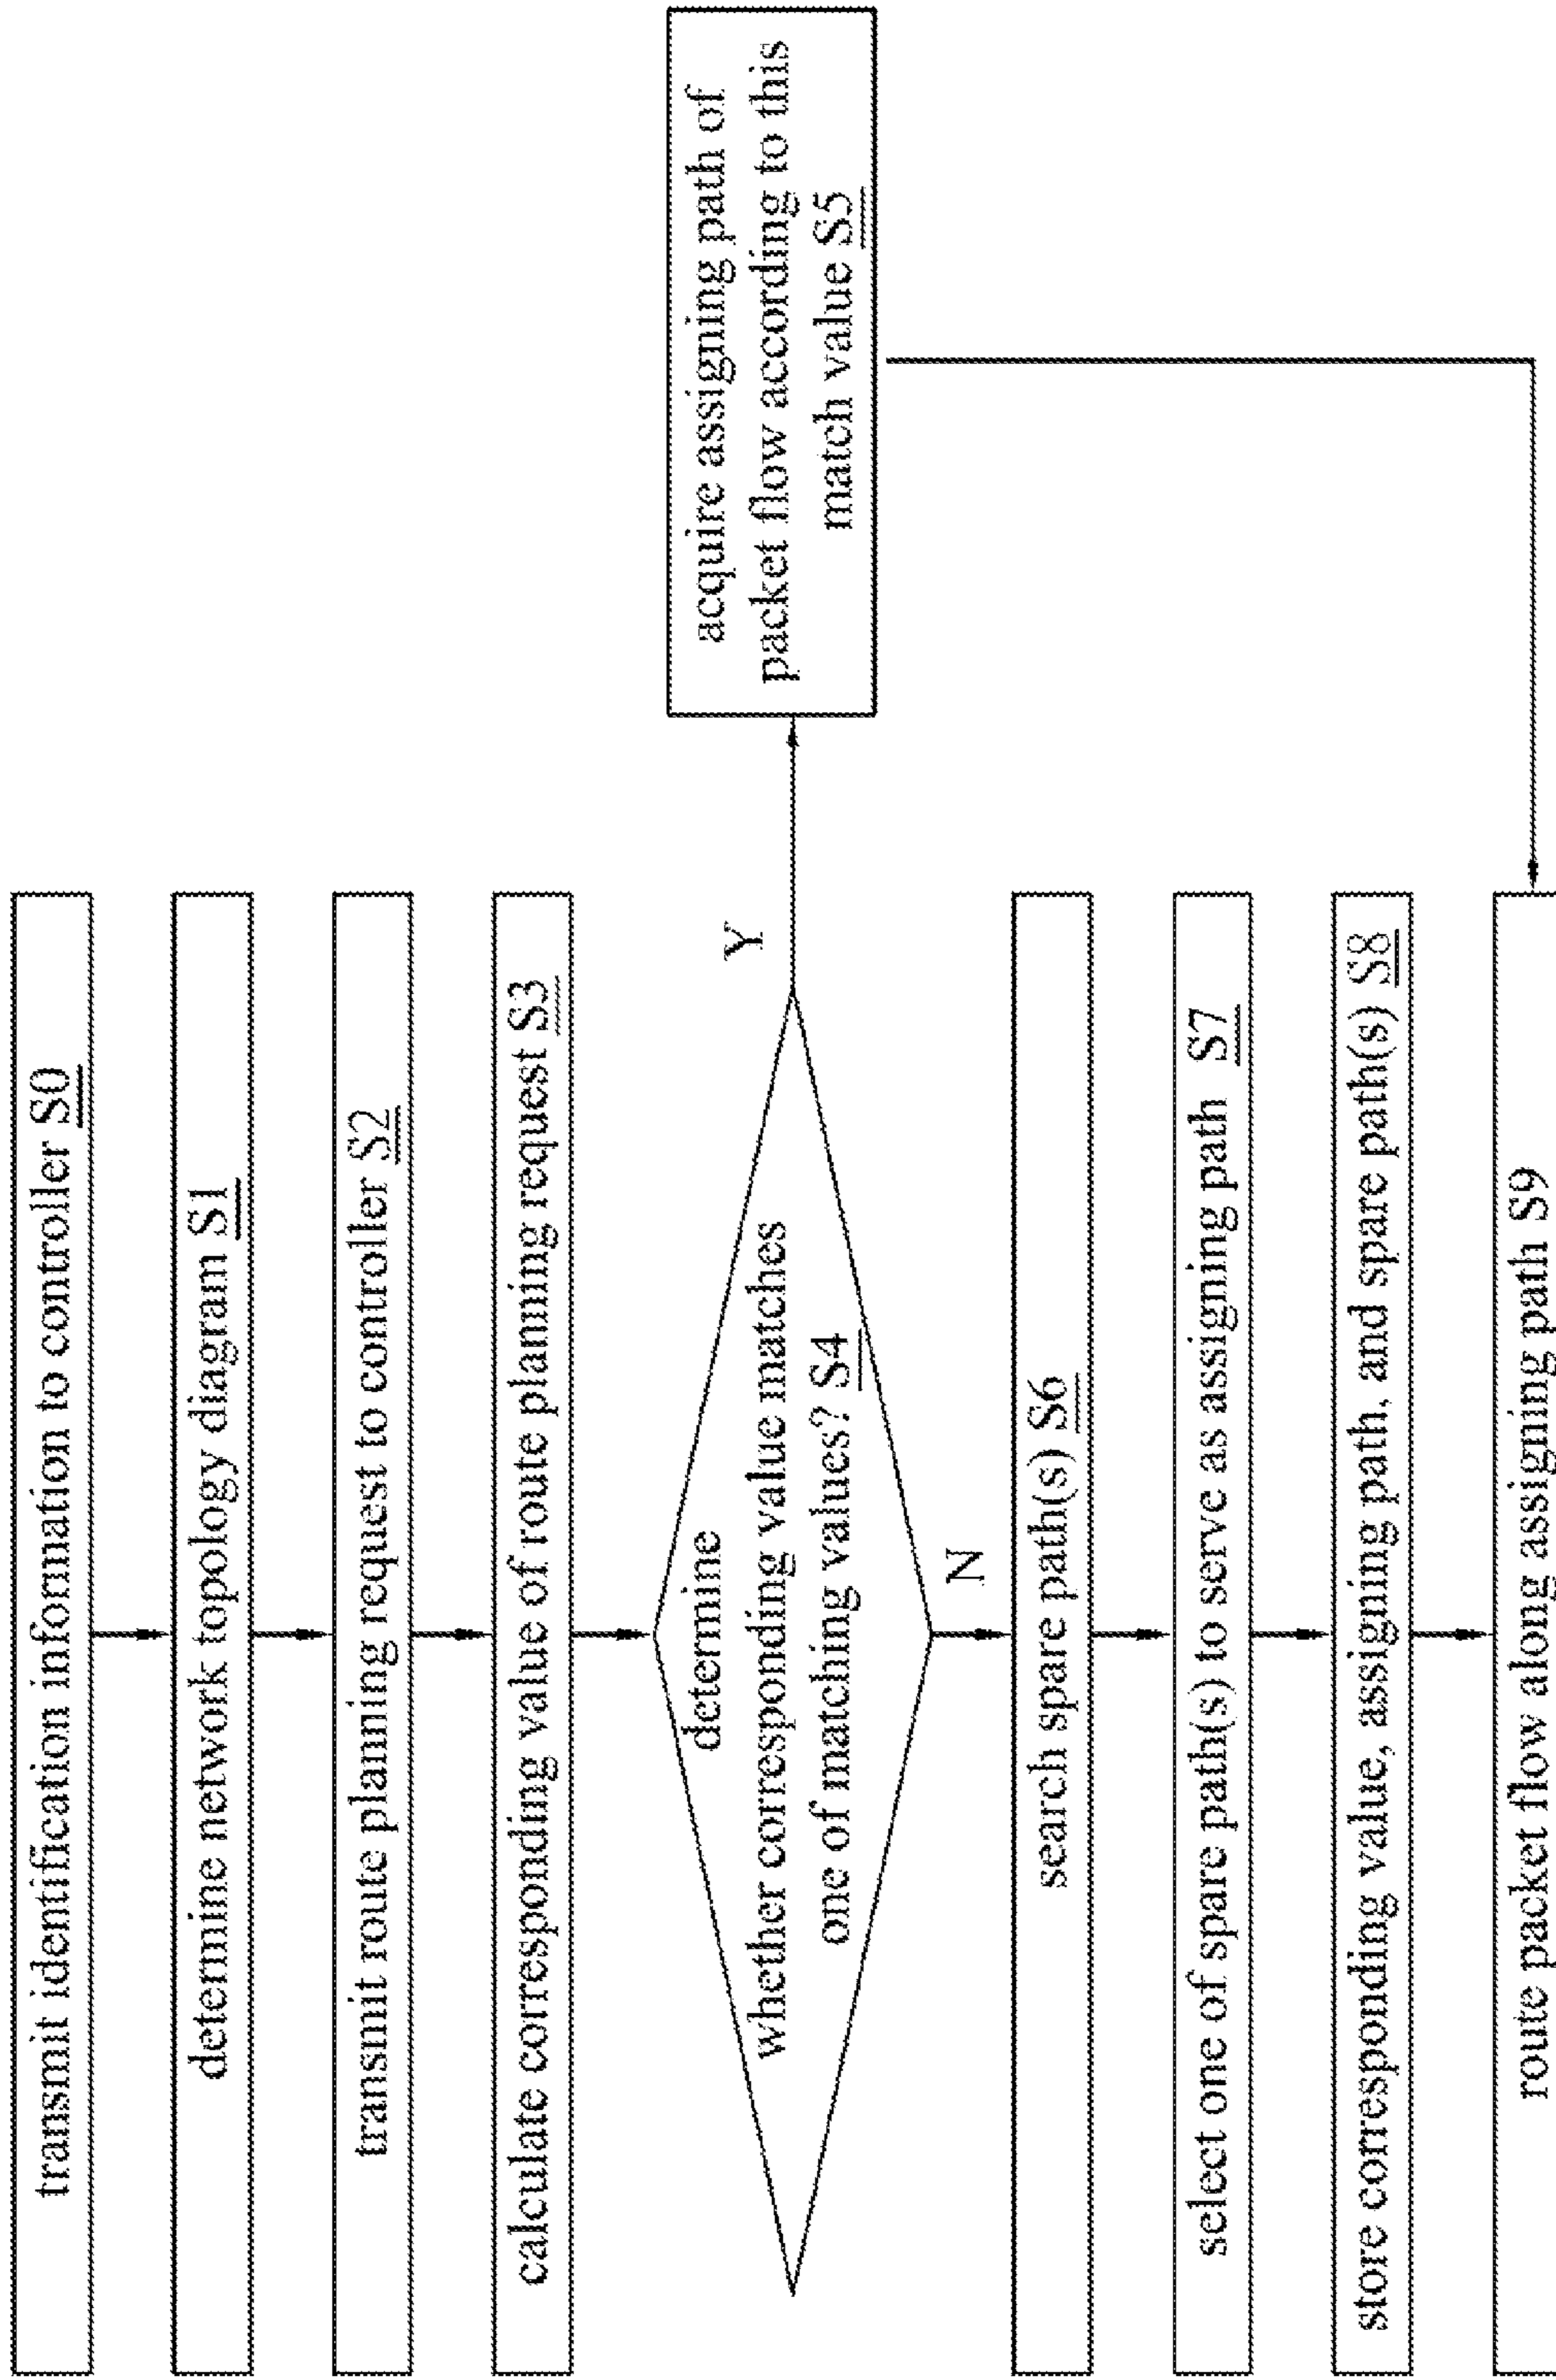 transmit identification information to controller S0
determine network topology diagram S1
transmit route planning request to controller S2
calculate corresponding value of route planning request S3
determine
whether corresponding value matches
one of matching values? S4
Y
acquire assigning path of
packet flow according to this
match value S5
N
search spare path(s) S6
select one of spare path(s) to serve as assigning path S7
store corresponding value, assigning path, and spare path(s) S8
route packet flow along assigning path S9